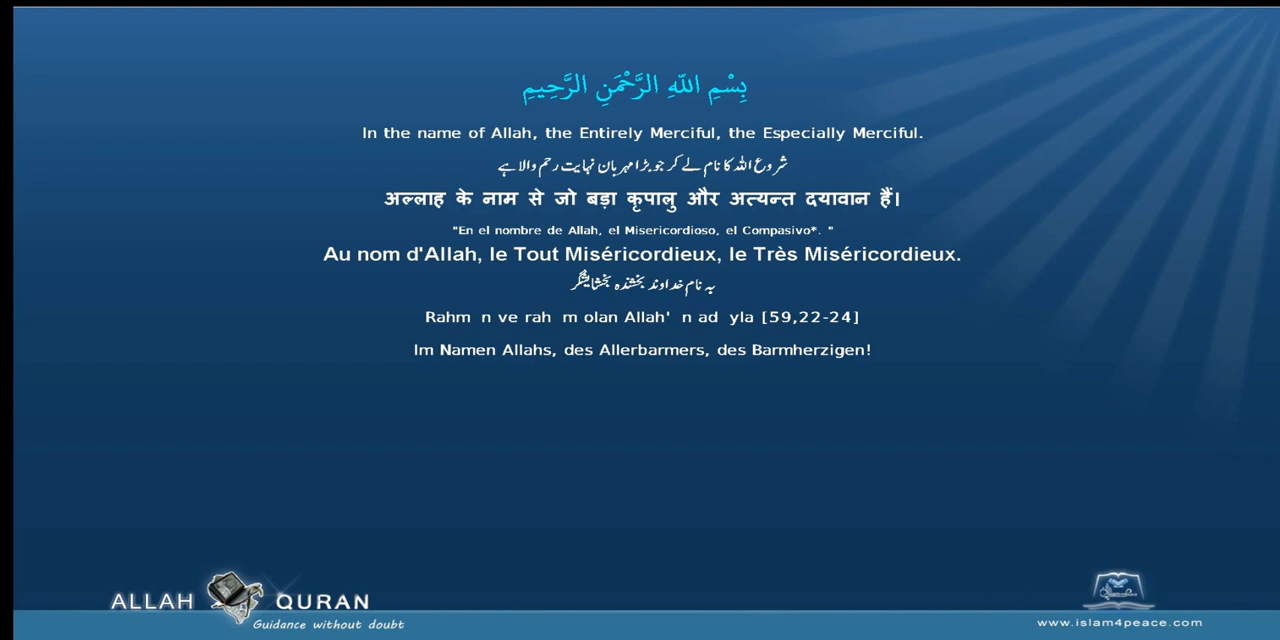 بِسْمِ اللّٰهِ الرَّحْمَنِ الرَّحِيمِ
In the name of Allah, the Entirely Merciful, the Especially Merciful.
شروع الله کا نام لے کر جو بڑا مہربان نہایت رحم والا ہے
अल्लाह के नाम से जो बड़ा कृपालु और अत्यन्त दयावान हैं।
"En el nombre de Allah, el Misericordioso, el Compasivo*. "
Au nom d'Allah, le Tout Miséricordieux, le Très Miséricordieux.
به نام خداوند بخشنده بخشایشگر
Rahm n ve rah m olan Allah' n ad yla [59,22-24]
Im Namen Allahs, des Allerbarmers, des Barmherzigen!
ALLAH QURAN
Guidance without doubt
www.islam4peace.com